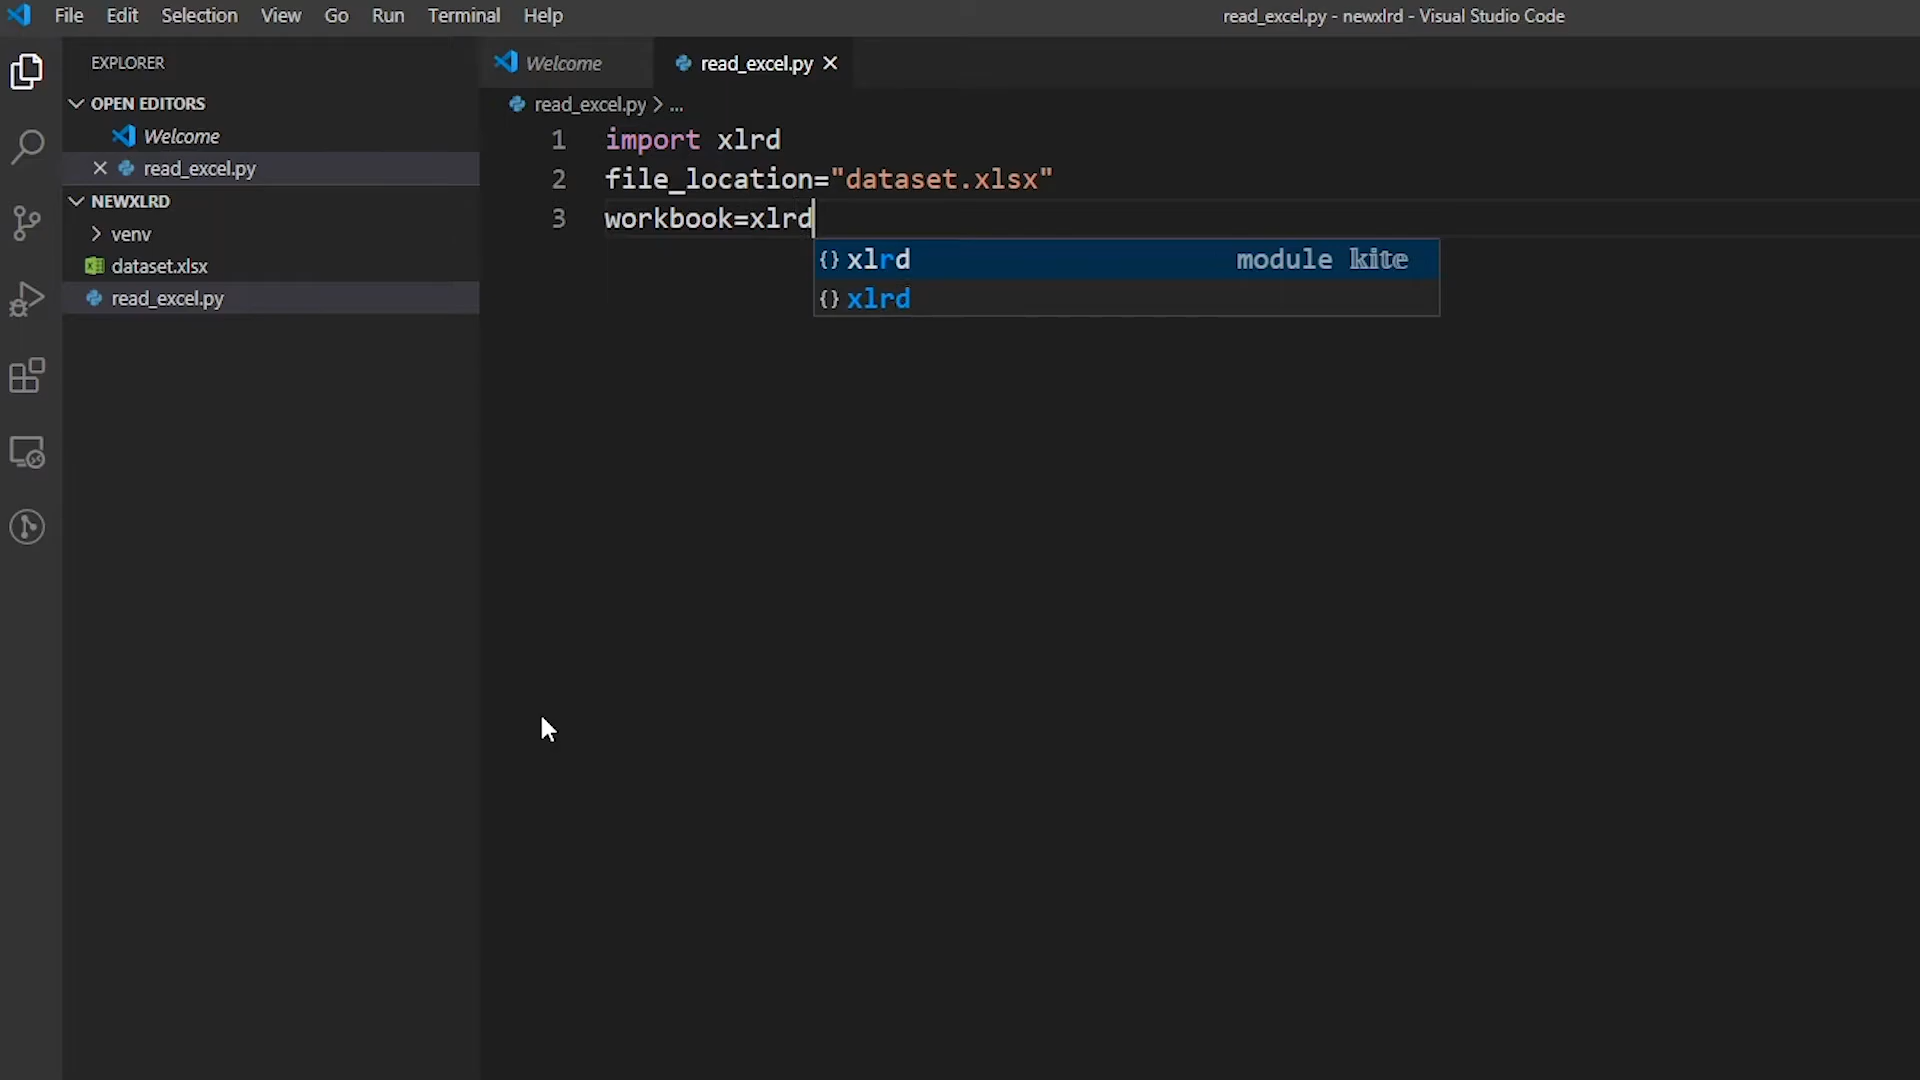 File Edit Selection View Go Run Terminal Help read_excel.py - newxlrd - Visual Studio Code
EXPLORER
OPEN EDITORS
Welcome
read_excel.py
NEWXLRD
venv
dataset.xlsx
read_excel.py
Welcome read_excel.py
read_excel.py > ...
1 import xlrd
2 file_location="dataset.xlsx"
3 workbook=xlrd
{} xlrd module kite
{} xlrd